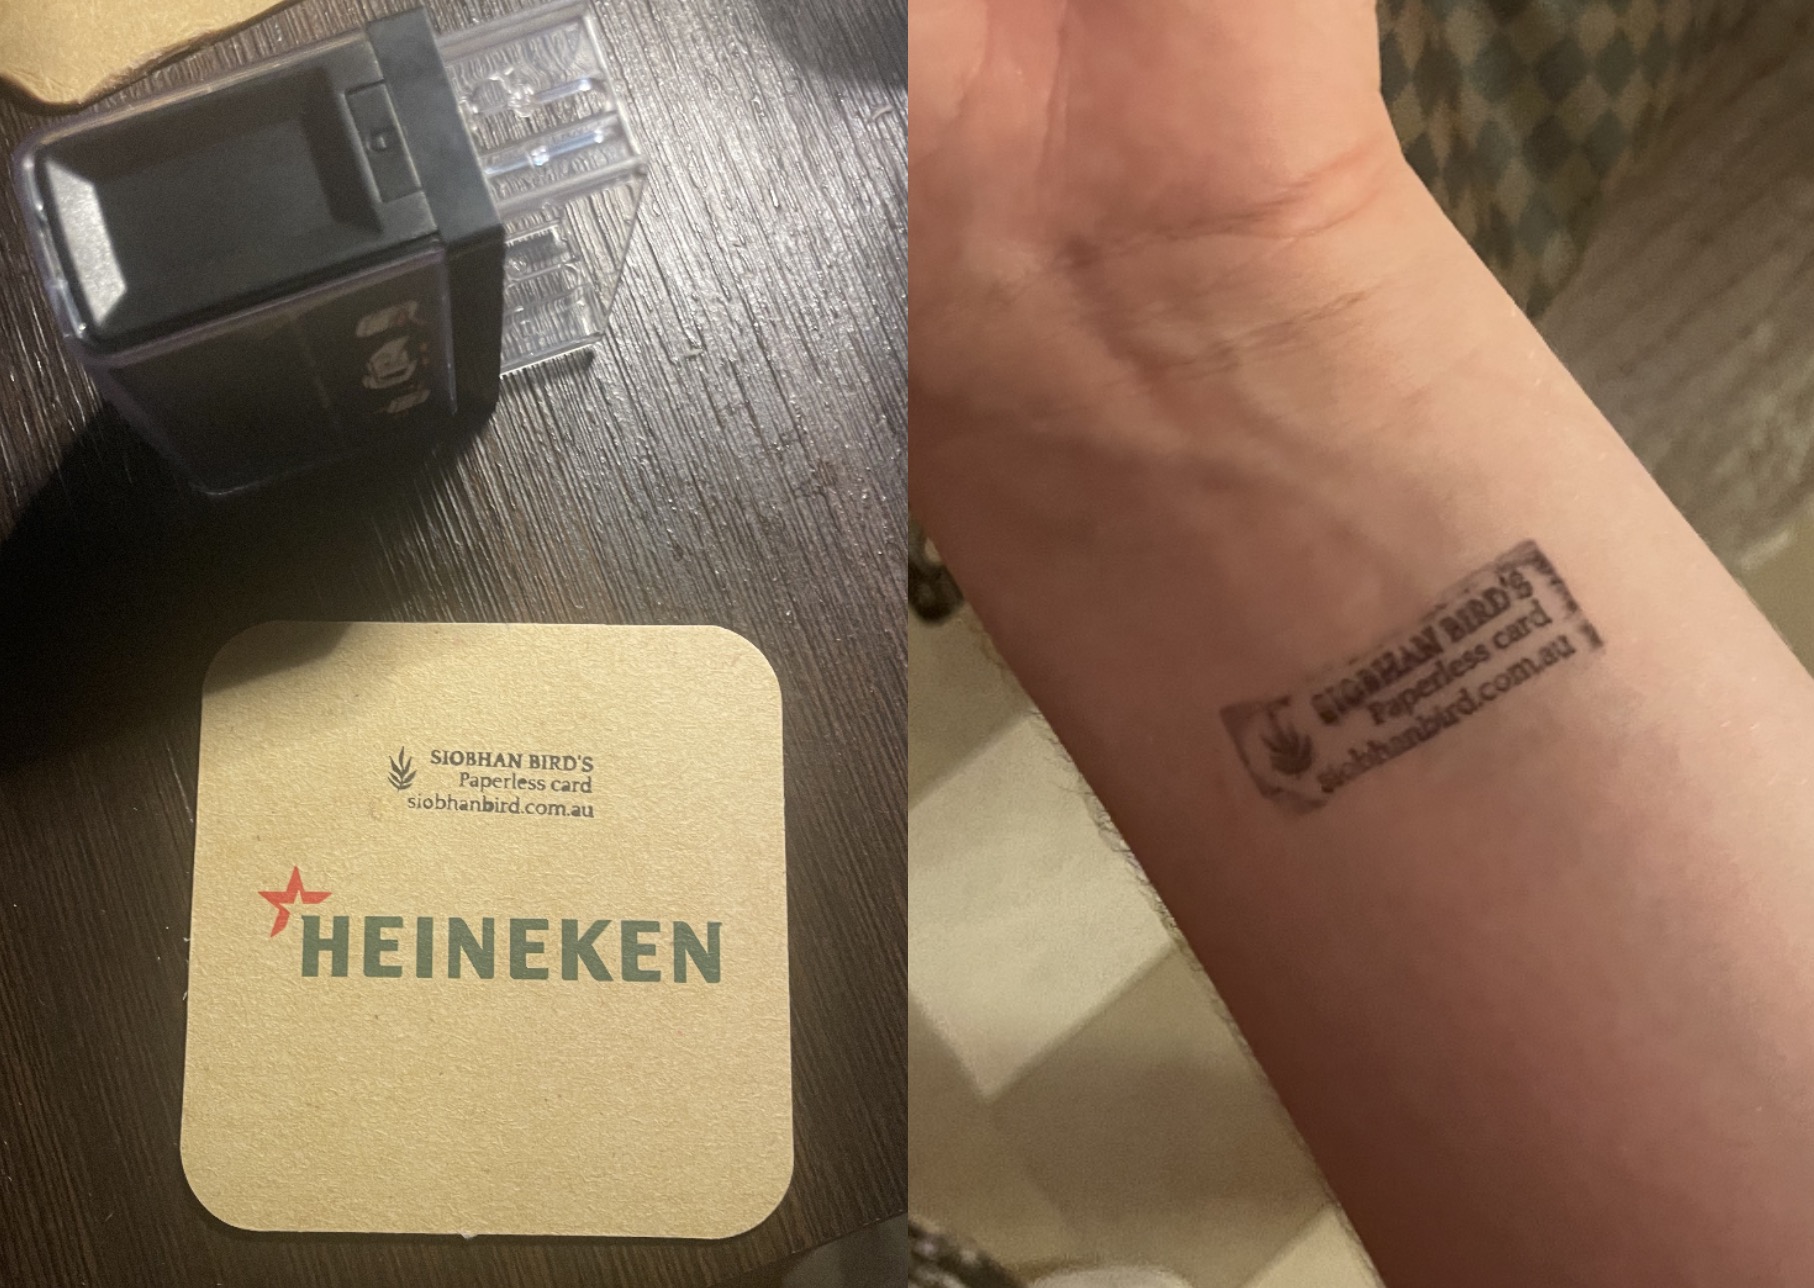 SIOBHAN BIRD'S
Paperless card
siobhanbird.com.au
HEINEKEN
SIOBHAN BIRD'S
Paperless card
siobhanbird.com.au